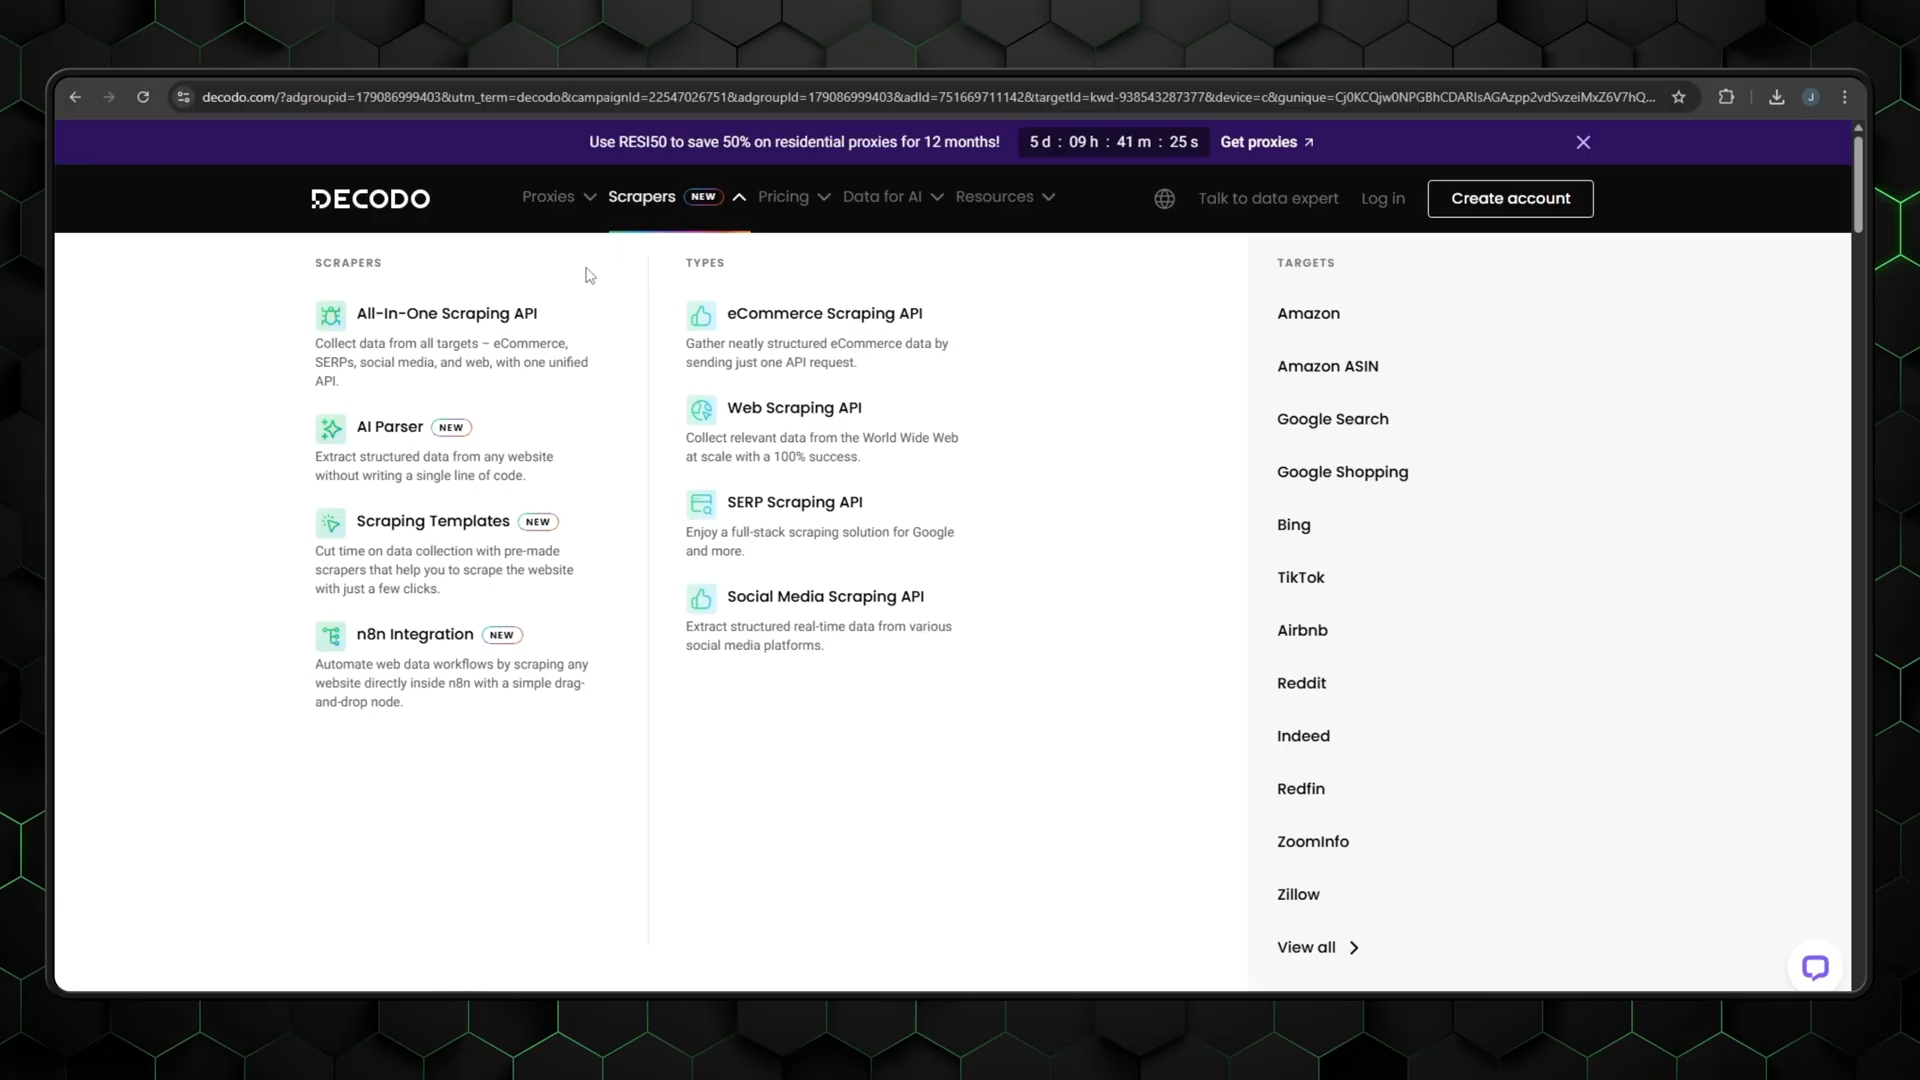 decodo.com/?adgroupid=179086999403&utm_term=decodo&campaignId=22547026751&adgroupId=179086999403&adId=751669711142&targetId=kwd-938543287377&device=c&gunique=Cj0KCQjw0NPGBhCDARIsAGAzpp2vdSvzeiMxZ6V7hQ...
J
Use RESI50 to save 50% on residential proxies for 12 months! 5 d : 09 h : 41 m : 25 s Get proxies ↗
DECODO
Proxies Scrapers NEW Pricing Data for AI Resources Talk to data expert Log in Create account
SCRAPERS
All-In-One Scraping API
Collect data from all targets – eCommerce,
SERPs, social media, and web, with one unified
API.
AI Parser NEW
Extract structured data from any website
without writing a single line of code.
Scraping Templates NEW
Cut time on data collection with pre-made
scrapers that help you to scrape the website
with just a few clicks.
n8n Integration NEW
Automate web data workflows by scraping any
website directly inside n8n with a simple drag-
and-drop node.
TYPES
eCommerce Scraping API
Gather neatly structured eCommerce data by
sending just one API request.
Web Scraping API
Collect relevant data from the World Wide Web
at scale with a 100% success.
SERP Scraping API
Enjoy a full-stack scraping solution for Google
and more.
Social Media Scraping API
Extract structured real-time data from various
social media platforms.
TARGETS
Amazon
Amazon ASIN
Google Search
Google Shopping
Bing
TikTok
Airbnb
Reddit
Indeed
Redfin
ZoomInfo
Zillow
View all